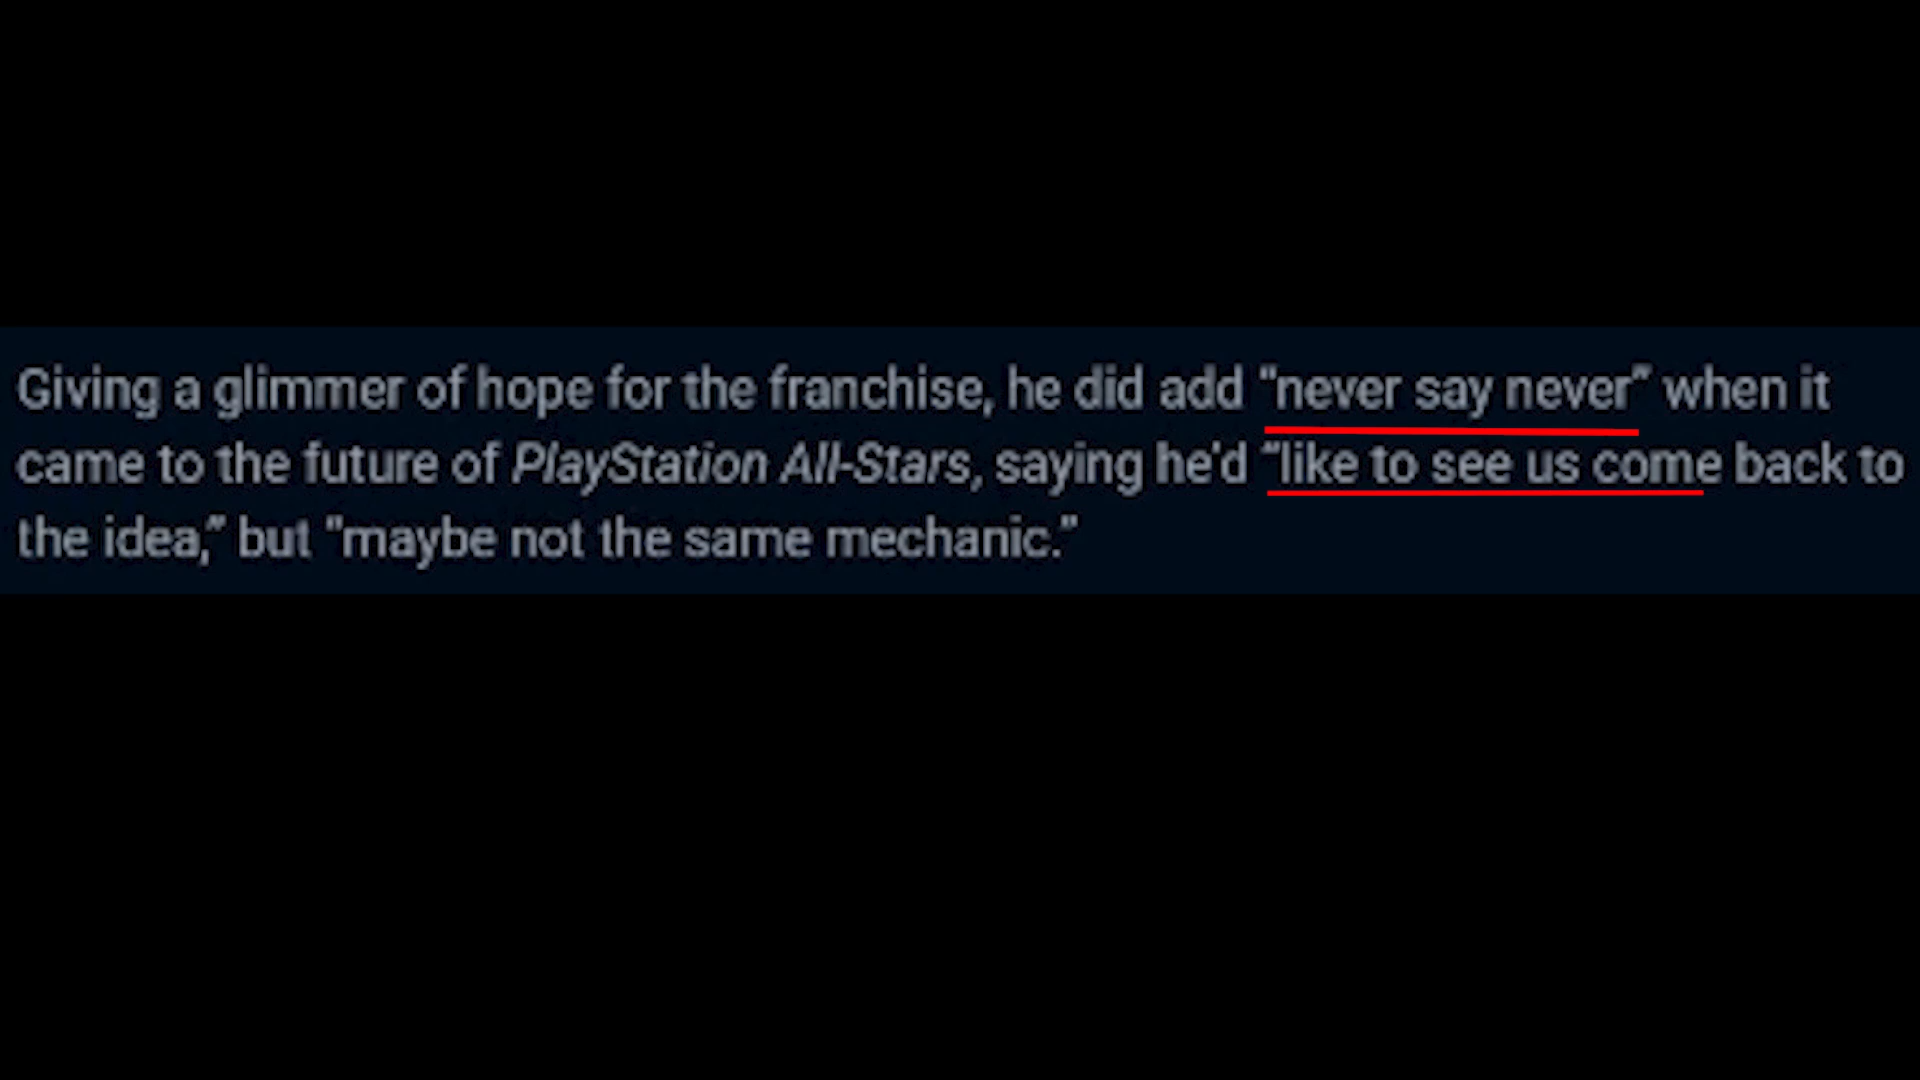 Giving a glimmer of hope for the franchise, he did add “never say never” when it
came to the future of PlayStation All-Stars, saying he'd “like to see us come back to
the idea,” but “maybe not the same mechanic.”